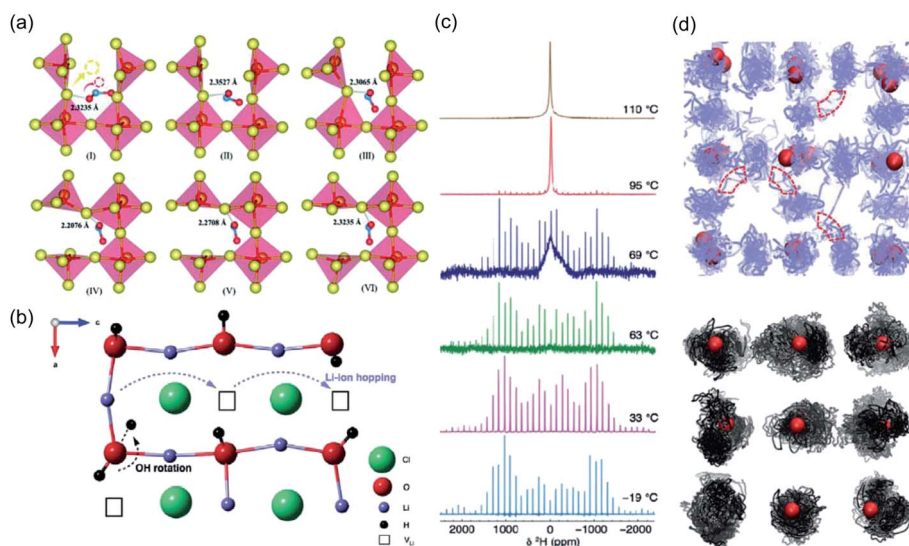 (a)
2.3235 Å
(I)
2.3527 Å
(II)
2.3065 Å
(III)
2.2076 Å
(IV)
2.2708 Å
(V)
2.3235 Å
(VI)
(b)
c
a
Li-ion hopping
OH rotation
Cl
O
Li
H
V_Li
(c)
110 °C
95 °C
69 °C
63 °C
33 °C
−19 °C
2000 1000 0 −1000 −2000
δ ²H (ppm)
(d)